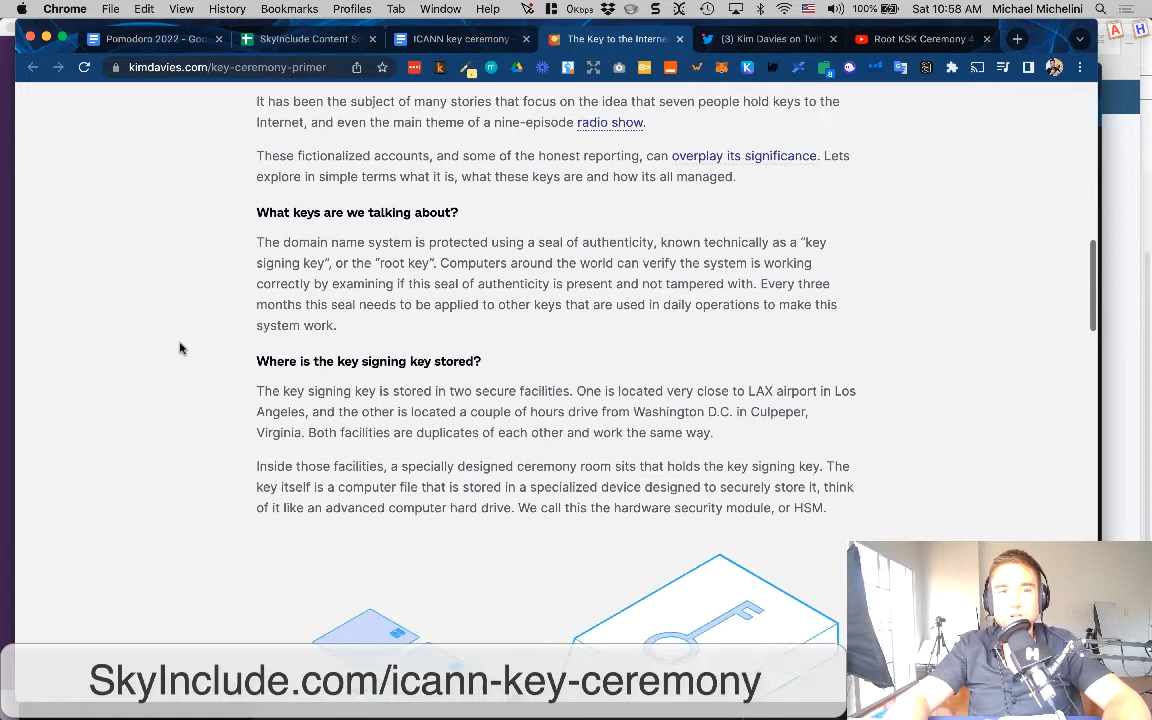 Chrome File Edit View History Bookmarks Profiles Tab Window Help 0Kbps 100% Sat 10:58 AM Michael Michelini
Pomodoro 2022 - Goo × SkyInclude Content Sc × ICANN key ceremony - × The Key to the Internet × (3) Kim Davies on Twit × Root KSK Ceremony 4 ×
kimdavies.com/key-ceremony-primer
It has been the subject of many stories that focus on the idea that seven people hold keys to the
Internet, and even the main theme of a nine-episode radio show.
These fictionalized accounts, and some of the honest reporting, can overplay its significance. Lets
explore in simple terms what it is, what these keys are and how its all managed.
What keys are we talking about?
The domain name system is protected using a seal of authenticity, known technically as a “key
signing key”, or the “root key”. Computers around the world can verify the system is working
correctly by examining if this seal of authenticity is present and not tampered with. Every three
months this seal needs to be applied to other keys that are used in daily operations to make this
system work.
Where is the key signing key stored?
The key signing key is stored in two secure facilities. One is located very close to LAX airport in Los
Angeles, and the other is located a couple of hours drive from Washington D.C. in Culpeper,
Virginia. Both facilities are duplicates of each other and work the same way.
Inside those facilities, a specially designed ceremony room sits that holds the key signing key. The
key itself is a computer file that is stored in a specialized device designed to securely store it, think
of it like an advanced computer hard drive. We call this the hardware security module, or HSM.
SkyInclude.com/icann-key-ceremony